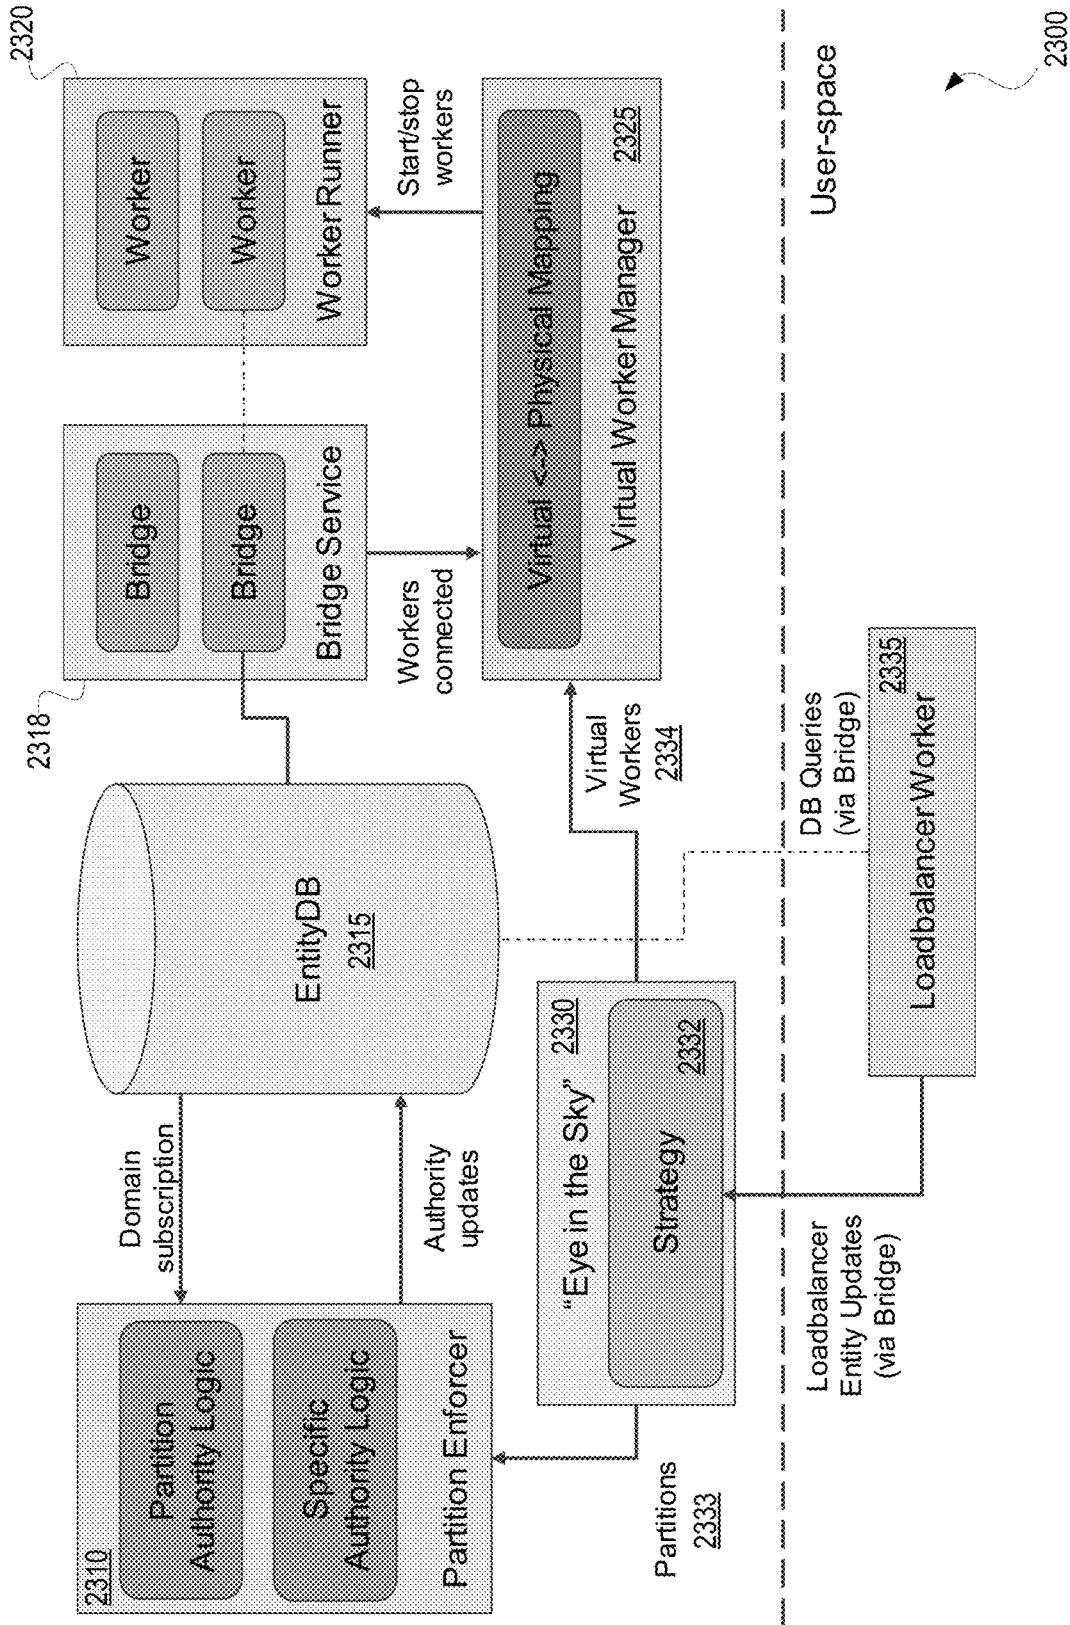 2310
Partition
Authority Logic
Specific
Authority Logic
Partition Enforcer
Domain
subscription
Authority
updates
EntityDB
2315
2318
Bridge
Bridge
Bridge Service
2320
Worker
Worker
Worker Runner
Workers
connected
Start/stop
workers
Virtual <-> Physical Mapping
Virtual Worker Manager
2325
"Eye in the Sky"
2330
Strategy
2332
Partitions
2333
Virtual
Workers
2334
User-space
Loadbalancer
Entity Updates
(via Bridge)
DB Queries
(via Bridge)
Loadbalancer Worker
2335
2300